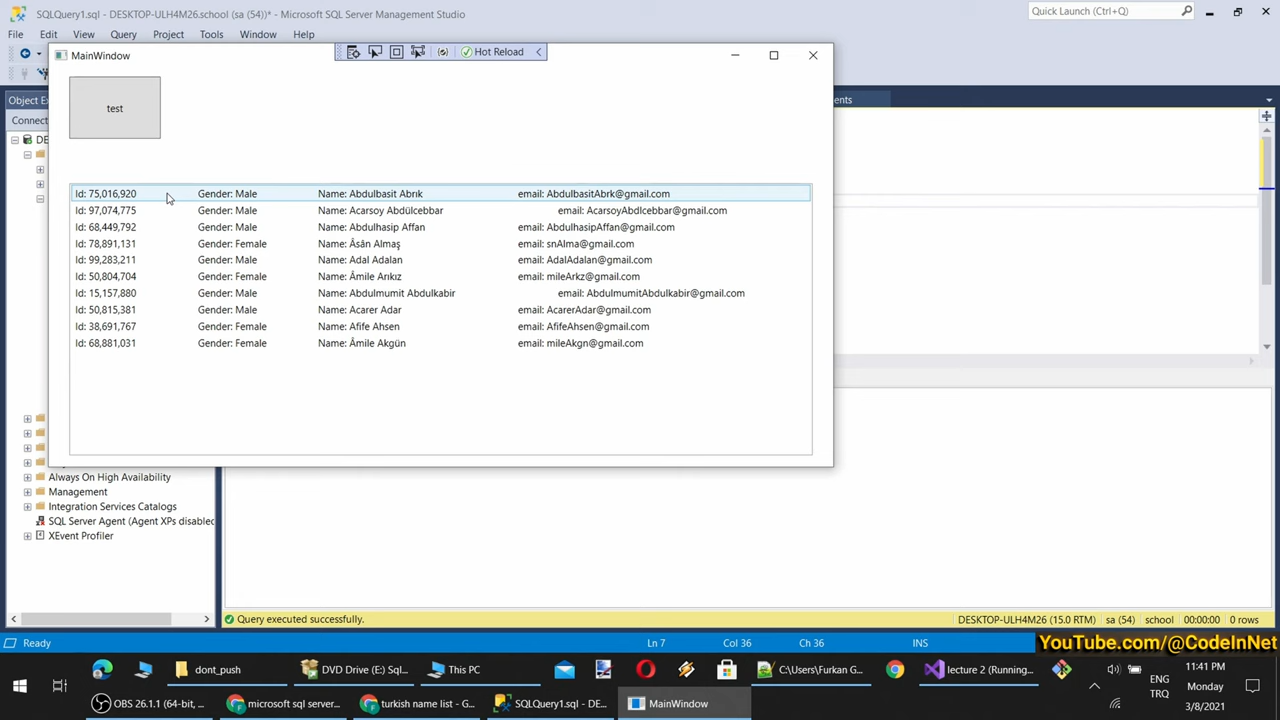 SQLQuery1.sql - DESKTOP-ULH4M26.school (sa (54))* - Microsoft SQL Server Management Studio
Quick Launch (Ctrl+Q)
File Edit View Query Project Tools Window Help
MainWindow
Hot Reload
test
Object Ex
ents
Connect
DE
Id: 75,016,920 Gender: Male Name: Abdulbasit Abrık email: AbdulbasitAbrk@gmail.com
Id: 97,074,775 Gender: Male Name: Acarsoy Abdülcebbar email: AcarsoyAbdlcebbar@gmail.com
Id: 68,449,792 Gender: Male Name: Abdulhasip Affan email: AbdulhasipAffan@gmail.com
Id: 78,891,131 Gender: Female Name: Âsân Almaş email: snAlma@gmail.com
Id: 99,283,211 Gender: Male Name: Adal Adalan email: AdalAdalan@gmail.com
Id: 50,804,704 Gender: Female Name: Âmile Arıkız email: mileArkz@gmail.com
Id: 15,157,880 Gender: Male Name: Abdulmumit Abdulkabir email: AbdulmumitAbdulkabir@gmail.com
Id: 50,815,381 Gender: Male Name: Acarer Adar email: AcarerAdar@gmail.com
Id: 38,691,767 Gender: Female Name: Afife Ahsen email: AfifeAhsen@gmail.com
Id: 68,881,031 Gender: Female Name: Âmile Akgün email: mileAkgn@gmail.com
Always On High Availability
Management
Integration Services Catalogs
SQL Server Agent (Agent XPs disabled
XEvent Profiler
Query executed successfully. DESKTOP-ULH4M26 (15.0 RTM) sa (54) school 00:00:00 0 rows
Ready Ln 7 Col 36 Ch 36 INS
YouTube.com/@CodeInNet
dont_push DVD Drive (E:) Sql... This PC C:\Users\Furkan G... lecture 2 (Running...
OBS 26.1.1 (64-bit, ... microsoft sql server... turkish name list - G... SQLQuery1.sql - DE... MainWindow
ENG
TRQ
11:41 PM
Monday
3/8/2021